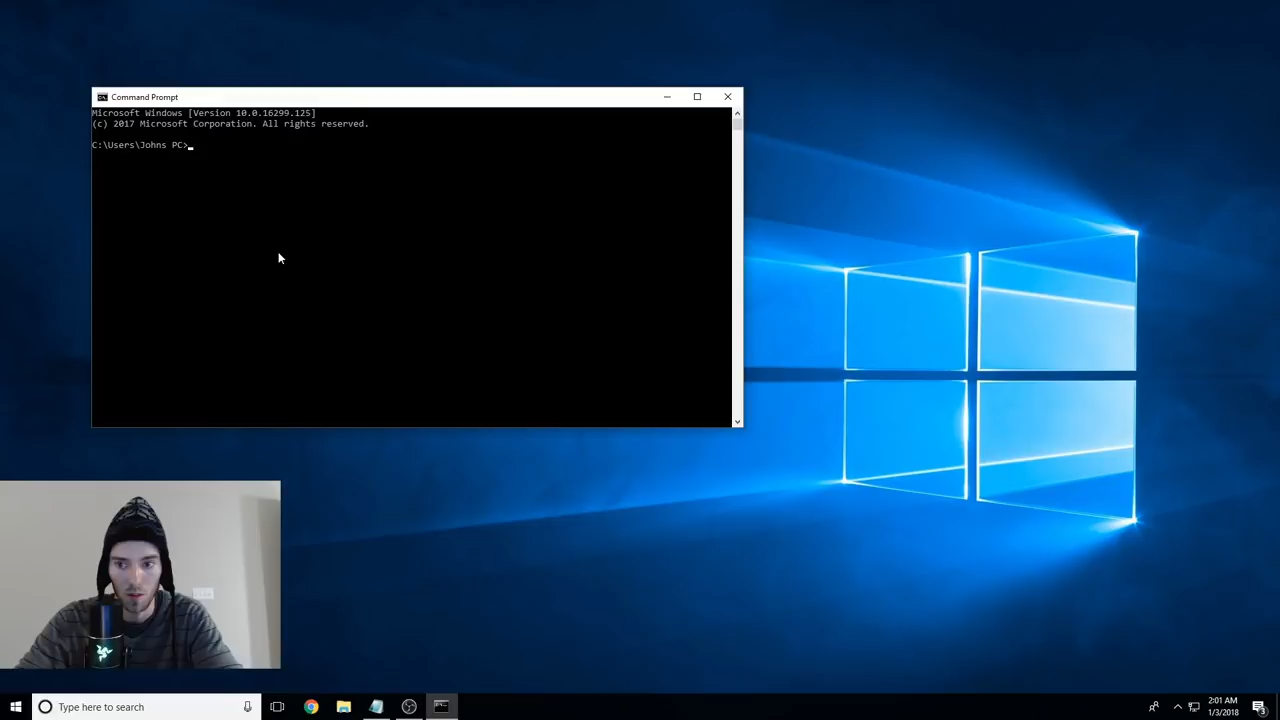 Command Prompt
Microsoft Windows [Version 10.0.16299.125]
(c) 2017 Microsoft Corporation. All rights reserved.
C:\Users\Johns PC>
Type here to search
2:01 AM
1/3/2018
3